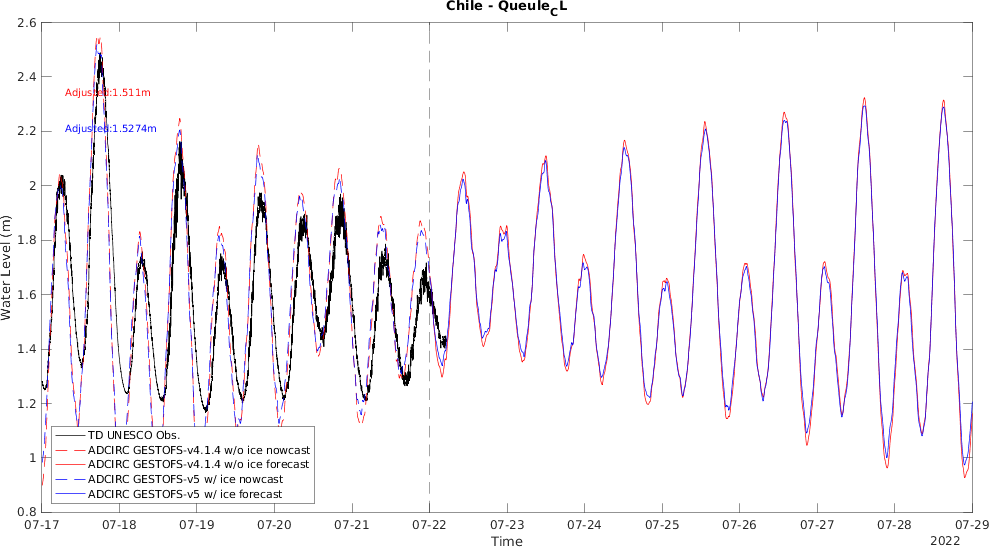 Chile - Queule_CL
2.6
2.4
2.2
2
1.8
1.6
1.4
1.2
1
0.8
Water Level (m)
Adjusted:1.511m
Adjusted:1.5274m
TD UNESCO Obs.
ADCIRC GESTOFS-v4.1.4 w/o ice nowcast
ADCIRC GESTOFS-v4.1.4 w/o ice forecast
ADCIRC GESTOFS-v5 w/ ice nowcast
ADCIRC GESTOFS-v5 w/ ice forecast
07-17 07-18 07-19 07-20 07-21 07-22 07-23 07-24 07-25 07-26 07-27 07-28 07-29
Time
2022